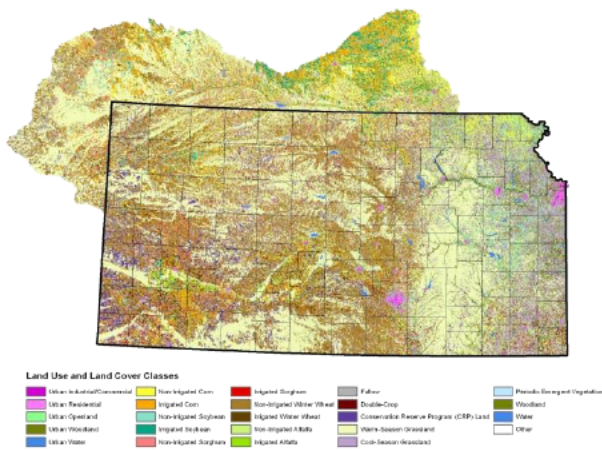 Land Use and Land Cover Classes
Urban Industrial/Commercial
Urban Residential
Urban Openland
Urban Woodland
Urban Water
Non-Irrigated Corn
Irrigated Corn
Non-Irrigated Soybean
Irrigated Soybean
Non-Irrigated Sorghum
Irrigated Sorghum
Non-Irrigated Winter Wheat
Irrigated Winter Wheat
Non-Irrigated Alfalfa
Irrigated Alfalfa
Fallow
Double-Crop
Conservation Reserve Program (CRP) Land
Warm-Season Grassland
Cool-Season Grassland
Periodic Emergent Vegetation
Woodland
Water
Other